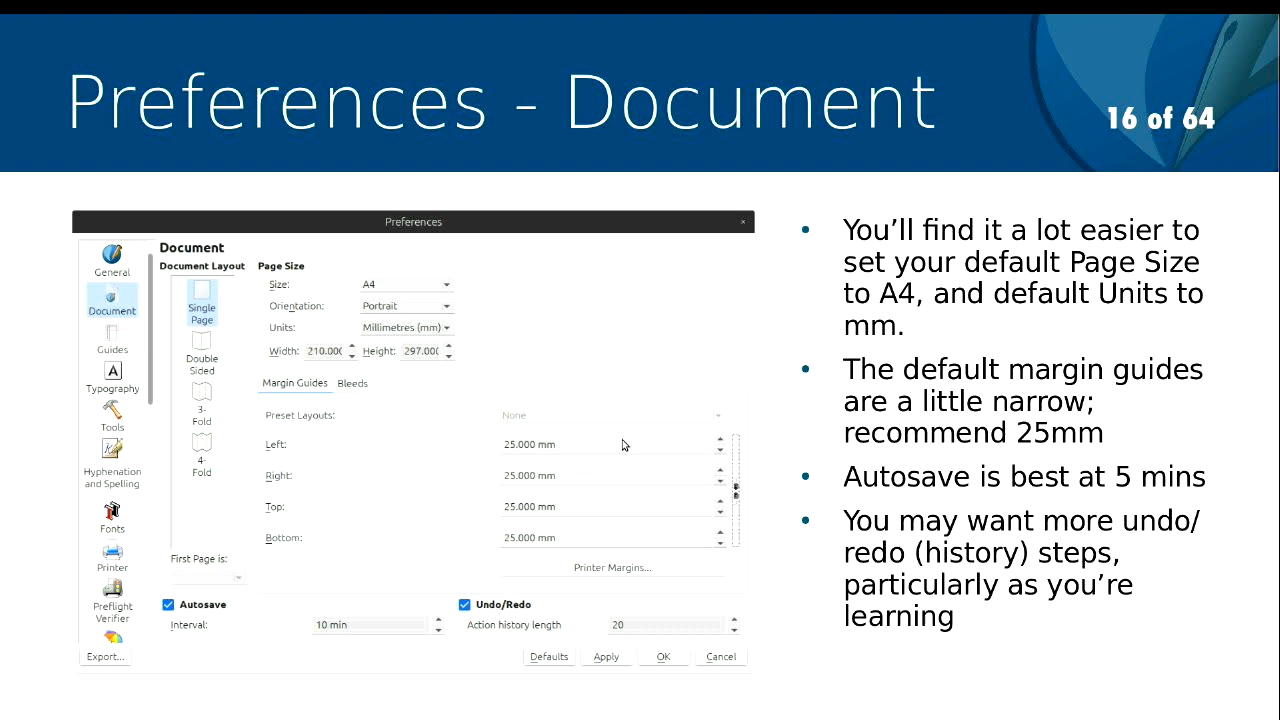 Preferences - Document
16 of 64
Preferences
×
Document
General
Document
Guides
Typography
Tools
Hyphenation
and Spelling
Fonts
Printer
Preflight
Verifier
Export...
Document Layout
Single
Page
Double
Sided
3-
Fold
4-
Fold
First Page is:
Page Size
Size: A4
Orientation: Portrait
Units: Millimetres (mm)
Width: 210.000 Height: 297.000
Margin Guides Bleeds
Preset Layouts: None
Left: 25.000 mm
Right: 25.000 mm
Top: 25.000 mm
Bottom: 25.000 mm
Printer Margins...
Autosave
Interval: 10 min
Undo/Redo
Action history length 20
Defaults Apply OK Cancel
• You’ll find it a lot easier to
set your default Page Size
to A4, and default Units to
mm.
• The default margin guides
are a little narrow;
recommend 25mm
• Autosave is best at 5 mins
• You may want more undo/
redo (history) steps,
particularly as you’re
learning